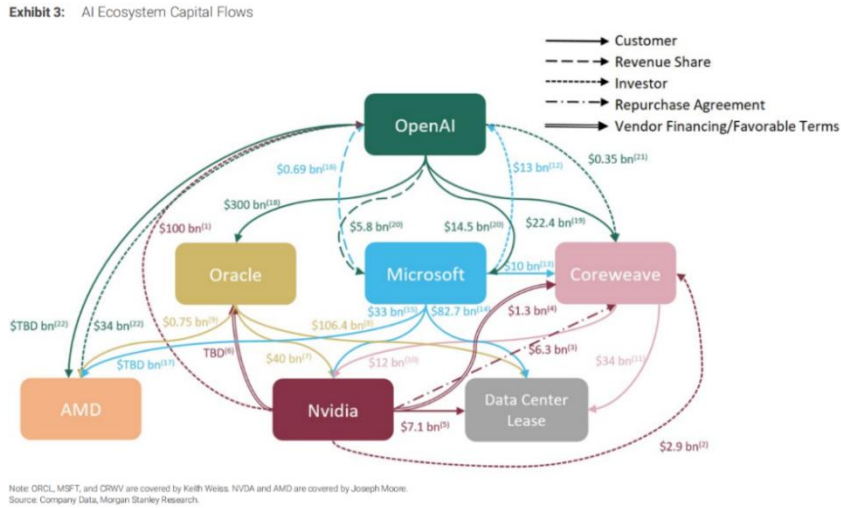 Exhibit 3: AI Ecosystem Capital Flows
Customer
Revenue Share
Investor
Repurchase Agreement
Vendor Financing/Favorable Terms
OpenAI
$0.69 bn(16)
$13 bn(12)
$0.35 bn(21)
$300 bn(18)
$100 bn(1)
$5.8 bn(20)
$14.5 bn(20)
$22.4 bn(19)
Oracle
Microsoft
$10 bn(13)
Coreweave
$TBD bn(22)
$34 bn(22)
$0.75 bn(9)
$106.4 bn(8)
$33 bn(15)
$82.7 bn(14)
$1.3 bn(4)
TBD(6)
$40 bn(7)
$6.3 bn(3)
$TBD bn(17)
$12 bn(10)
$34 bn(11)
AMD
Nvidia
Data Center
Lease
$7.1 bn(5)
$2.9 bn(2)
Note: ORCL, MSFT, and CRWV are covered by Keith Weiss. NVDA and AMD are covered by Joseph Moore.
Source: Company Data, Morgan Stanley Research.